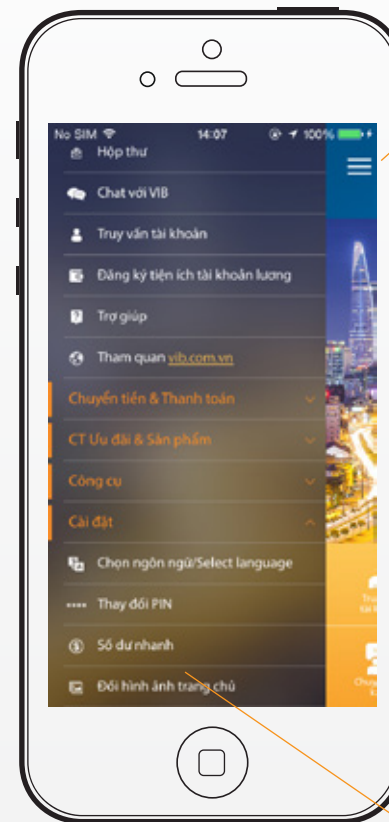 No SIM 14:07 100%
Hộp thư
Chat với VIB
Truy vấn tài khoản
Đăng ký tiện ích tài khoản lương
Trợ giúp
Tham quan vib.com.vn
Chuyển tiền & Thanh toán
CT Ưu đãi & Sản phẩm
Công cụ
Cài đặt
Chọn ngôn ngữ/Select language
Thay đổi PIN
Số dư nhanh
Đổi hình ảnh trang chủ